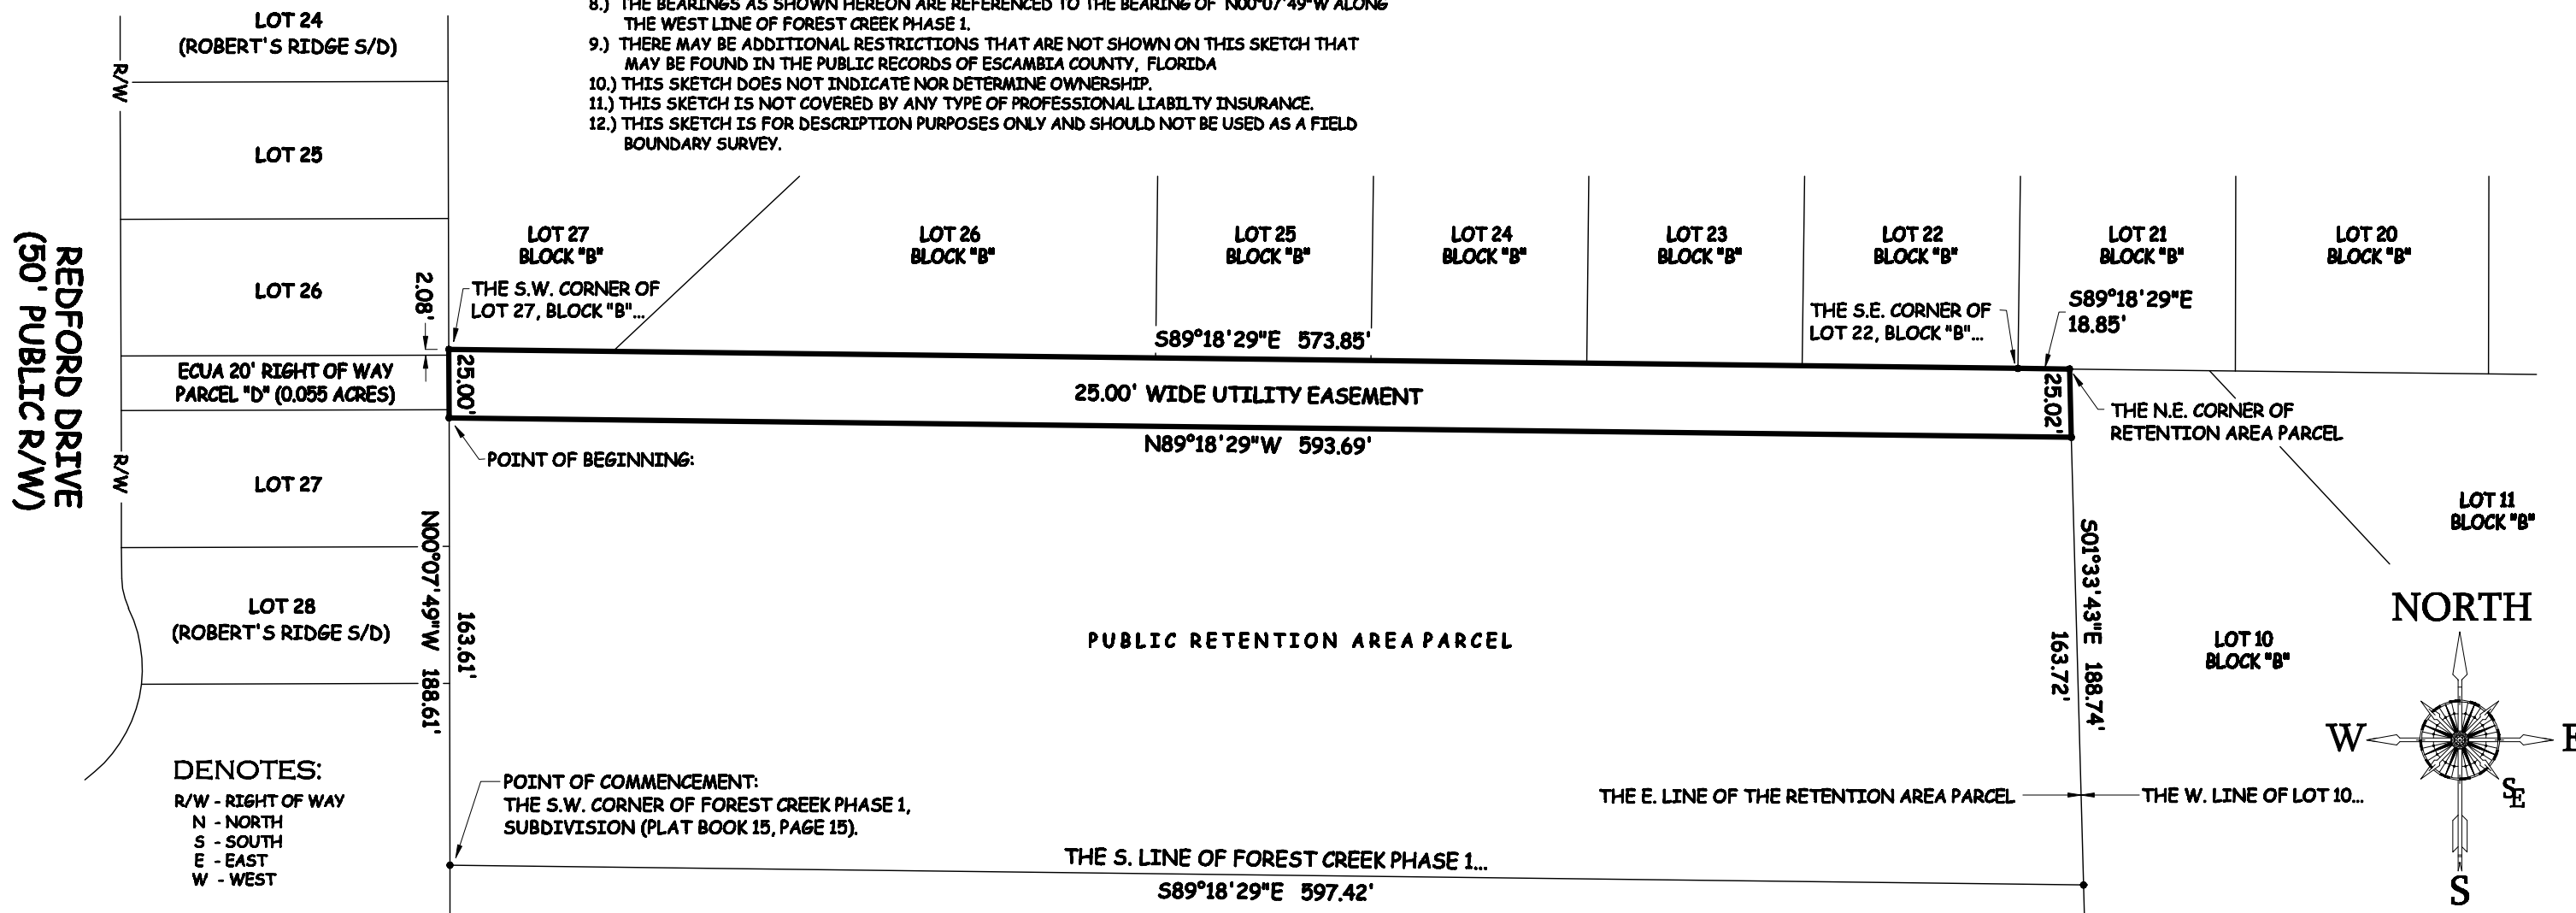 8.) THE BEARINGS AS SHOWN HEREON ARE REFERENCED TO THE BEARING OF N00°07'49"W ALONG
THE WEST LINE OF FOREST CREEK PHASE 1.
9.) THERE MAY BE ADDITIONAL RESTRICTIONS THAT ARE NOT SHOWN ON THIS SKETCH THAT
MAY BE FOUND IN THE PUBLIC RECORDS OF ESCAMBIA COUNTY, FLORIDA
10.) THIS SKETCH DOES NOT INDICATE NOR DETERMINE OWNERSHIP.
11.) THIS SKETCH IS NOT COVERED BY ANY TYPE OF PROFESSIONAL LIABILTY INSURANCE.
12.) THIS SKETCH IS FOR DESCRIPTION PURPOSES ONLY AND SHOULD NOT BE USED AS A FIELD
BOUNDARY SURVEY.
LOT 24
(ROBERT'S RIDGE S/D)
R/W
LOT 25
LOT 26
ECUA 20' RIGHT OF WAY
PARCEL "D" (0.055 ACRES)
R/W
LOT 27
LOT 28
(ROBERT'S RIDGE S/D)
REDFORD DRIVE
(50' PUBLIC R/W)
2.08'
LOT 27
BLOCK "B"
THE S.W. CORNER OF
LOT 27, BLOCK "B"...
LOT 26
BLOCK "B"
LOT 25
BLOCK "B"
LOT 24
BLOCK "B"
LOT 23
BLOCK "B"
LOT 22
BLOCK "B"
LOT 21
BLOCK "B"
LOT 20
BLOCK "B"
THE S.E. CORNER OF
LOT 22, BLOCK "B"...
S89°18'29"E
18.85'
S89°18'29"E 573.85'
25.00'
25.00' WIDE UTILITY EASEMENT
25.02'
N89°18'29"W 593.69'
THE N.E. CORNER OF
RETENTION AREA PARCEL
POINT OF BEGINNING:
LOT 11
BLOCK "B"
N00°07'49"W 188.61'
163.61'
PUBLIC RETENTION AREA PARCEL
S01°33'43"E 188.74'
163.72'
LOT 10
BLOCK "B"
NORTH
W
E
SE
S
DENOTES:
R/W - RIGHT OF WAY
N - NORTH
S - SOUTH
E - EAST
W - WEST
POINT OF COMMENCEMENT:
THE S.W. CORNER OF FOREST CREEK PHASE 1,
SUBDIVISION (PLAT BOOK 15, PAGE 15).
THE E. LINE OF THE RETENTION AREA PARCEL
THE W. LINE OF LOT 10...
THE S. LINE OF FOREST CREEK PHASE 1...
S89°18'29"E 597.42'